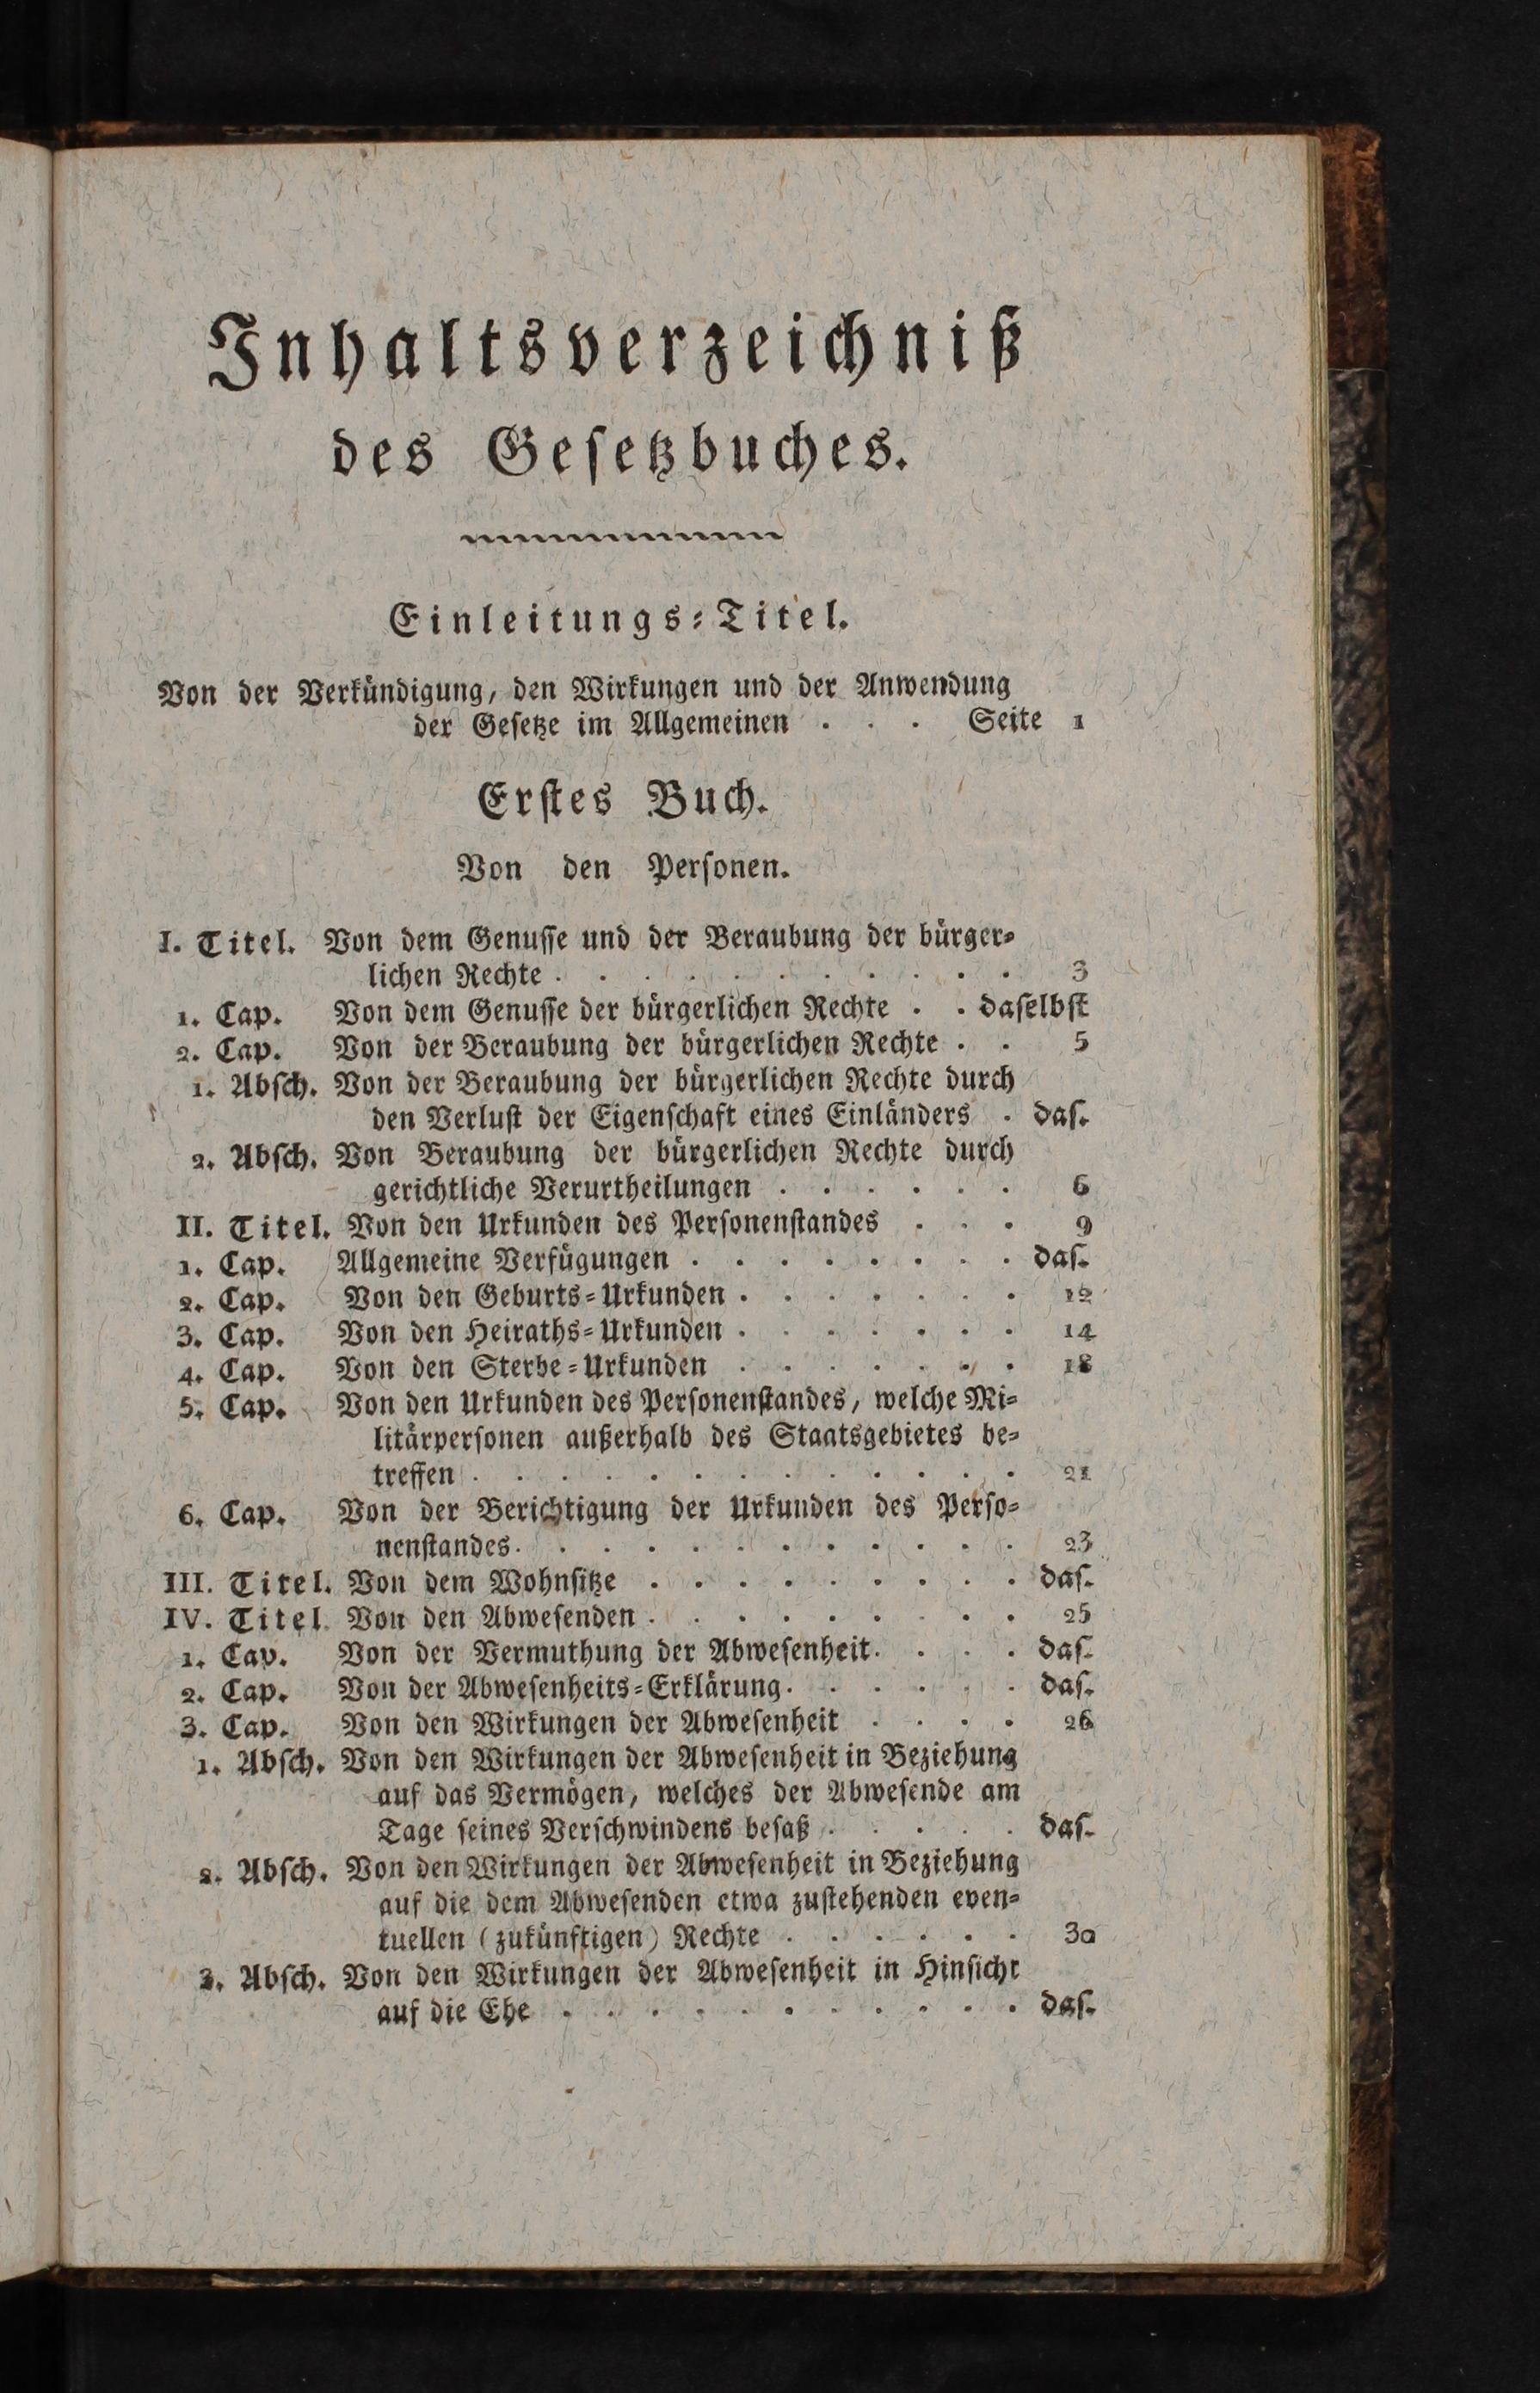 Inhaltsverzeichniß
des Geſetzbuches.
Einleitungs-Titel.
Von der Verkündigung, den Wirkungen und der Anwendung
der Geſetze im Allgemeinen . . . Seite 1
Erſtes Buch.
Von den Perſonen.
I. Titel. Von dem Genuſſe und der Beraubung der bürger-
lichen Rechte . . . . . . . . . . . 3
1. Cap. Von dem Genuſſe der bürgerlichen Rechte . . daſelbſt
2. Cap. Von der Beraubung der bürgerlichen Rechte . . 5
1. Abſch. Von der Beraubung der bürgerlichen Rechte durch
den Verluſt der Eigenſchaft eines Einländers . daſ.
2. Abſch. Von Beraubung der bürgerlichen Rechte durch
gerichtliche Verurtheilungen . . . . . . 6
II. Titel. Von den Urkunden des Perſonenſtandes . . . 9
1. Cap. Allgemeine Verfügungen . . . . . . . . daſ.
2. Cap. Von den Geburts-Urkunden . . . . . . . 12
3. Cap. Von den Heiraths-Urkunden . . . . . . . 14
4. Cap. Von den Sterbe-Urkunden . . . . . . . 18
5. Cap. Von den Urkunden des Perſonenſtandes, welche Mi-
litärperſonen außerhalb des Staatsgebietes be-
treffen . . . . . . . . . . . . . 21
6. Cap. Von der Berichtigung der Urkunden des Perſo-
nenſtandes. . . . . . . . . . . . 23
III. Titel. Von dem Wohnſitze . . . . . . . . . daſ.
IV. Titel. Von den Abweſenden . . . . . . . . . 25
1. Cap. Von der Vermuthung der Abweſenheit. . . . daſ.
2. Cap. Von der Abweſenheits-Erklärung. . . . . . daſ.
3. Cap. Von den Wirkungen der Abweſenheit . . . . 26
1. Abſch. Von den Wirkungen der Abweſenheit in Beziehung
auf das Vermögen, welches der Abweſende am
Tage ſeines Verſchwindens beſaß . . . . . daſ.
2. Abſch. Von den Wirkungen der Abweſenheit in Beziehung
auf die dem Abweſenden etwa zuſtehenden even-
tuellen (zukünftigen) Rechte . . . . . . 30
3. Abſch. Von den Wirkungen der Abweſenheit in Hinſicht
auf die Ehe . . . . . . . . . . . daſ.